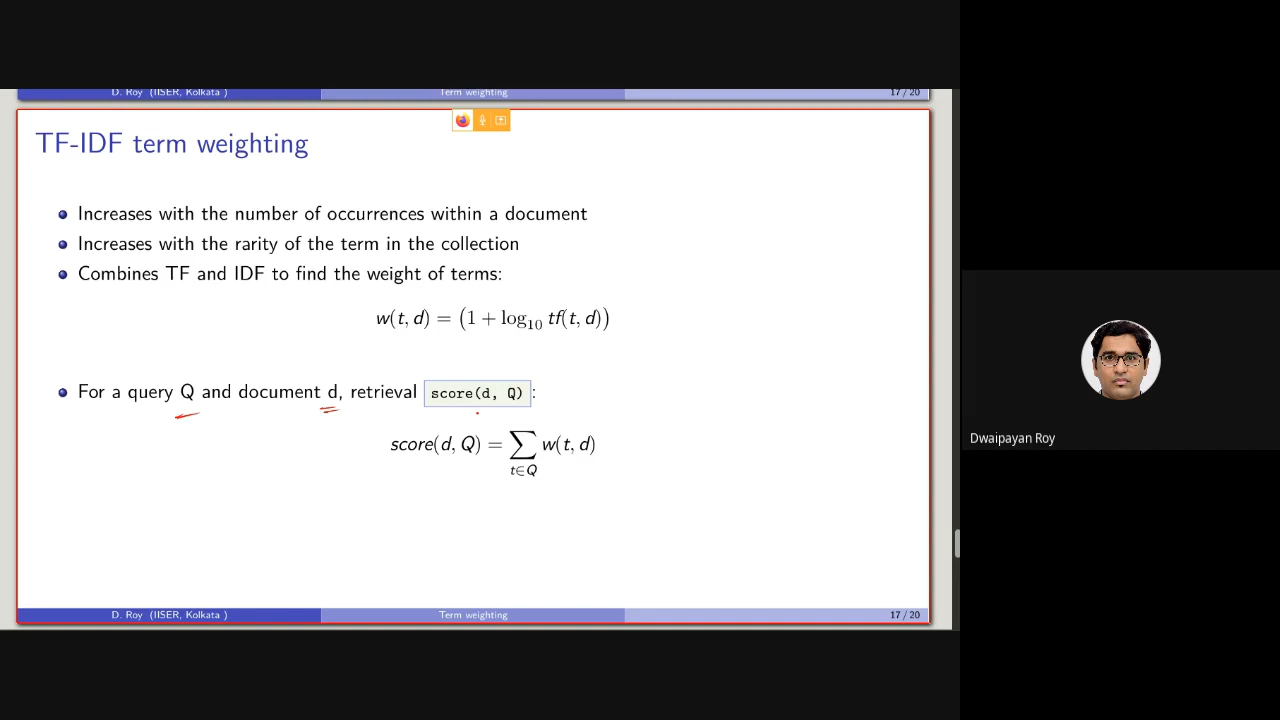 D. Roy (IISER, Kolkata ) Term weighting 17 / 20
TF-IDF term weighting
Increases with the number of occurrences within a document
Increases with the rarity of the term in the collection
Combines TF and IDF to find the weight of terms:
w(t, d) = (1 + log₁₀ tf(t, d))
For a query Q and document d, retrieval score(d, Q) :
score(d, Q) = ∑ w(t, d)
t∈Q
D. Roy (IISER, Kolkata ) Term weighting 17 / 20
Dwaipayan Roy